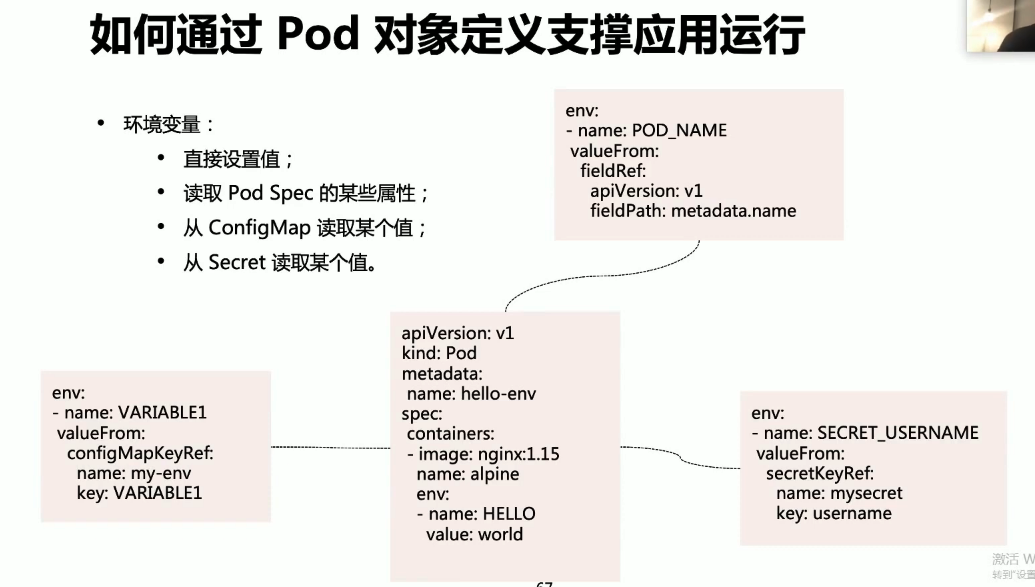 如何通过 Pod 对象定义支撑应用运行
• 环境变量：
• 直接设置值；
• 读取 Pod Spec 的某些属性；
• 从 ConfigMap 读取某个值；
• 从 Secret 读取某个值。
env:
- name: POD_NAME
valueFrom:
fieldRef:
apiVersion: v1
fieldPath: metadata.name
env:
- name: VARIABLE1
valueFrom:
configMapKeyRef:
name: my-env
key: VARIABLE1
apiVersion: v1
kind: Pod
metadata:
name: hello-env
spec:
containers:
- image: nginx:1.15
name: alpine
env:
- name: HELLO
value: world
env:
- name: SECRET_USERNAME
valueFrom:
secretKeyRef:
name: mysecret
key: username
激活 W
转到"设置
67